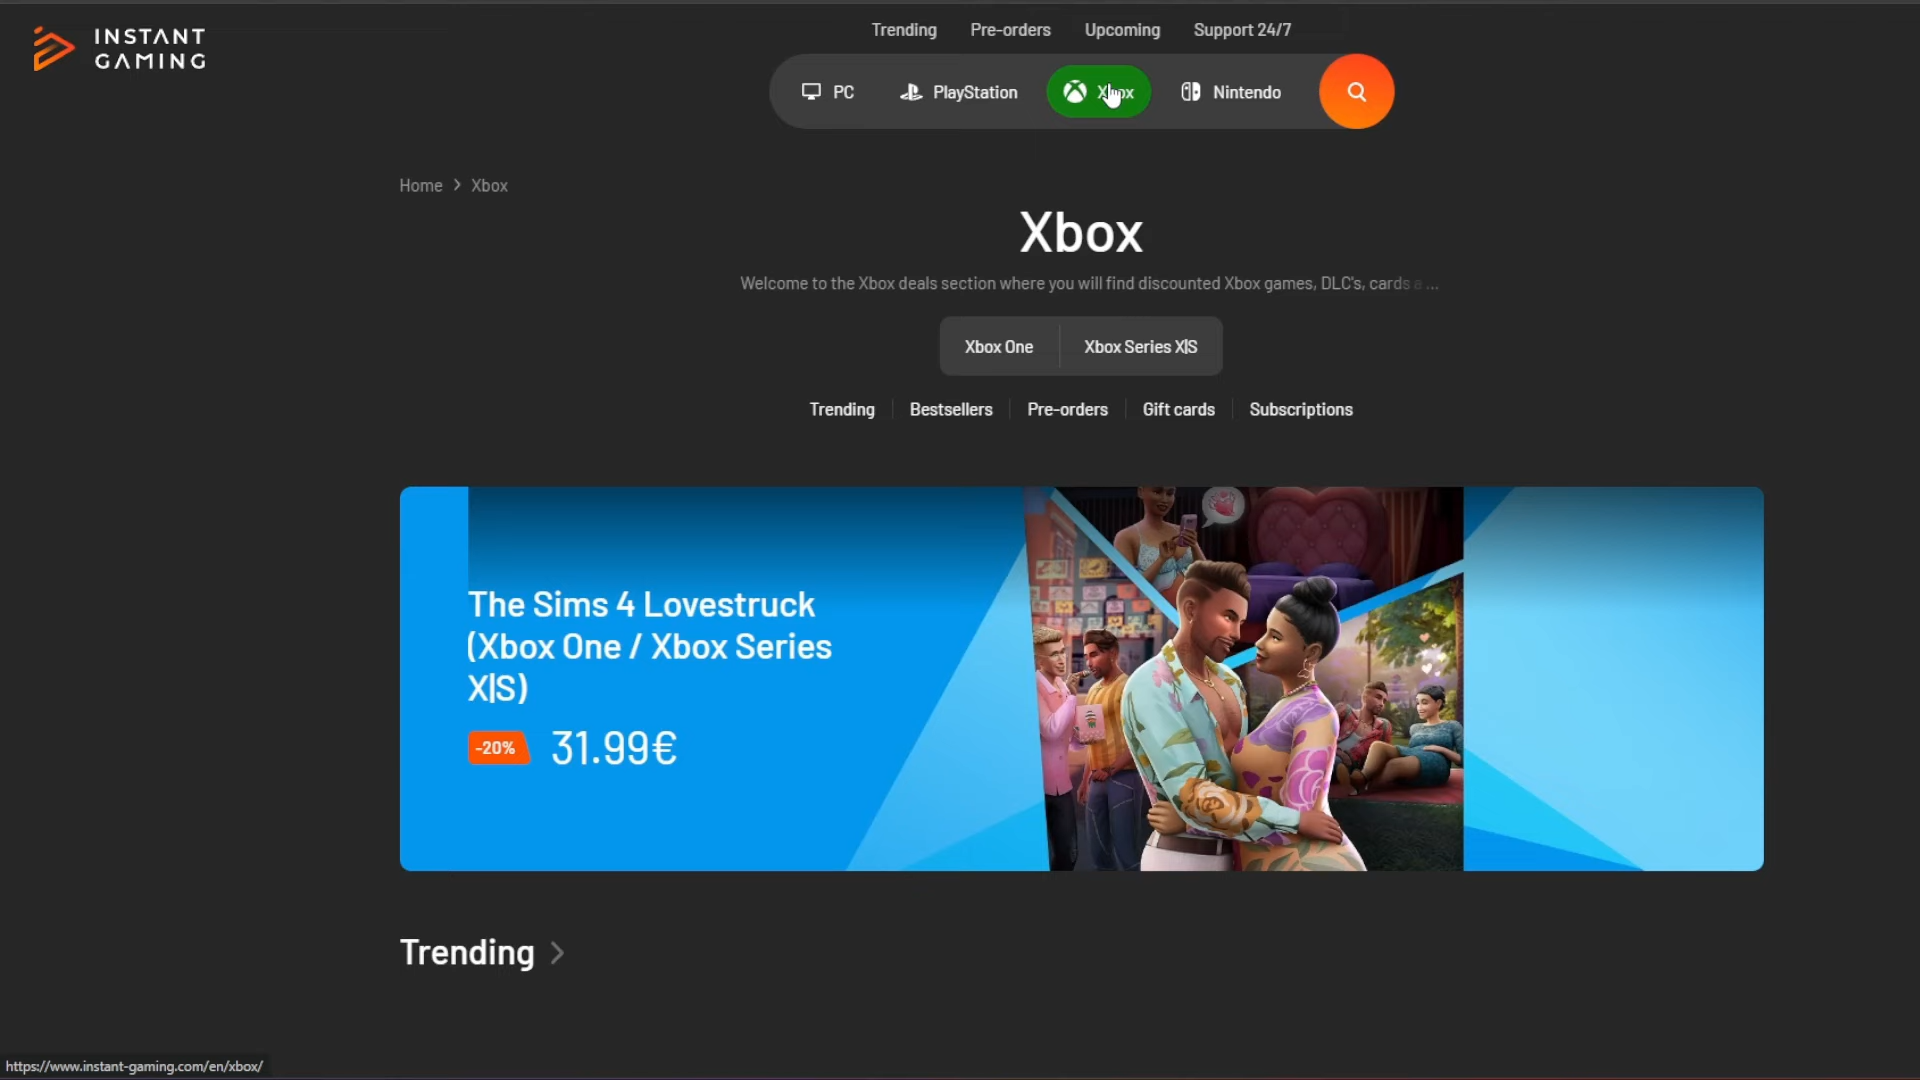 INSTANT
GAMING
Trending Pre-orders Upcoming Support 24/7
PC PlayStation Xbox Nintendo
Home > Xbox
Xbox
Welcome to the Xbox deals section where you will find discounted Xbox games, DLC's, cards a ...
Xbox One Xbox Series X|S
Trending Bestsellers Pre-orders Gift cards Subscriptions
The Sims 4 Lovestruck
(Xbox One / Xbox Series
X|S)
-20% 31.99€
Trending >
https://www.instant-gaming.com/en/xbox/